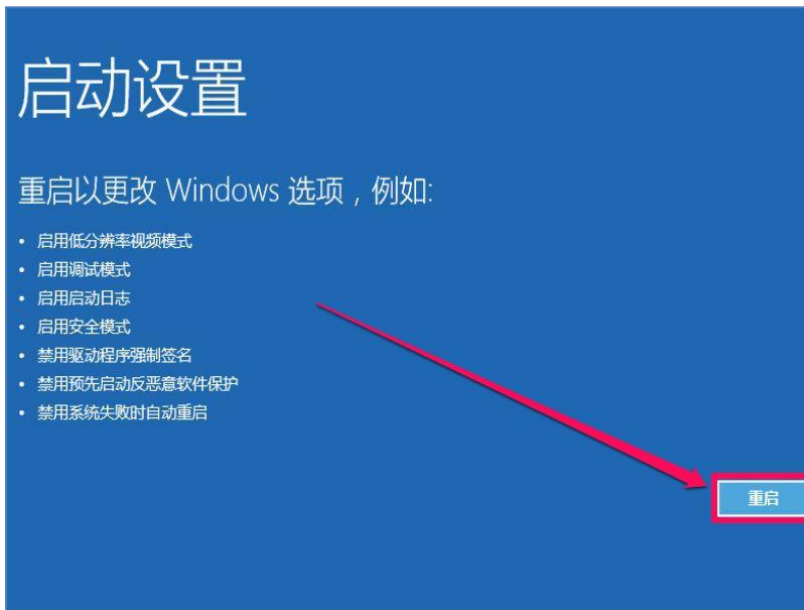 启动设置
重启以更改 Windows 选项，例如:
• 启用低分辨率视频模式
• 启用调试模式
• 启用启动日志
• 启用安全模式
• 禁用驱动程序强制签名
• 禁用预先启动反恶意软件保护
• 禁用系统失败时自动重启
重启